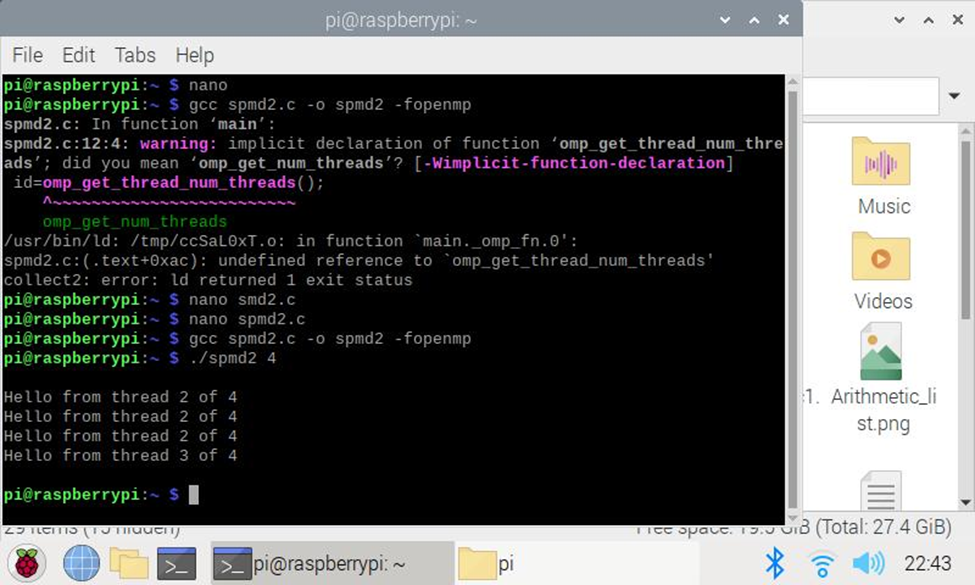 pi@raspberrypi: ~
File Edit Tabs Help
pi@raspberrypi:~ $ nano
pi@raspberrypi:~ $ gcc spmd2.c -o spmd2 -fopenmp
spmd2.c: In function ‘main’:
spmd2.c:12:4: warning: implicit declaration of function ‘omp_get_thread_num_thre
ads’; did you mean ‘omp_get_num_threads’? [-Wimplicit-function-declaration]
id=omp_get_thread_num_threads();
^~~~~~~~~~~~~~~~~~~~~~~~~~
omp_get_num_threads
/usr/bin/ld: /tmp/ccSaL0xT.o: in function `main._omp_fn.0':
spmd2.c:(.text+0xac): undefined reference to `omp_get_thread_num_threads'
collect2: error: ld returned 1 exit status
pi@raspberrypi:~ $ nano smd2.c
pi@raspberrypi:~ $ nano spmd2.c
pi@raspberrypi:~ $ gcc spmd2.c -o spmd2 -fopenmp
pi@raspberrypi:~ $ ./spmd2 4
Hello from thread 2 of 4
Hello from thread 2 of 4
Hello from thread 2 of 4
Hello from thread 3 of 4
pi@raspberrypi:~ $
Music
Videos
1.
Arithmetic_li
st.png
29 items (15 hidden)
Free space: 19.5 GiB (Total: 27.4 GiB)
>_
>_ pi@raspberrypi: ~
pi
22:43